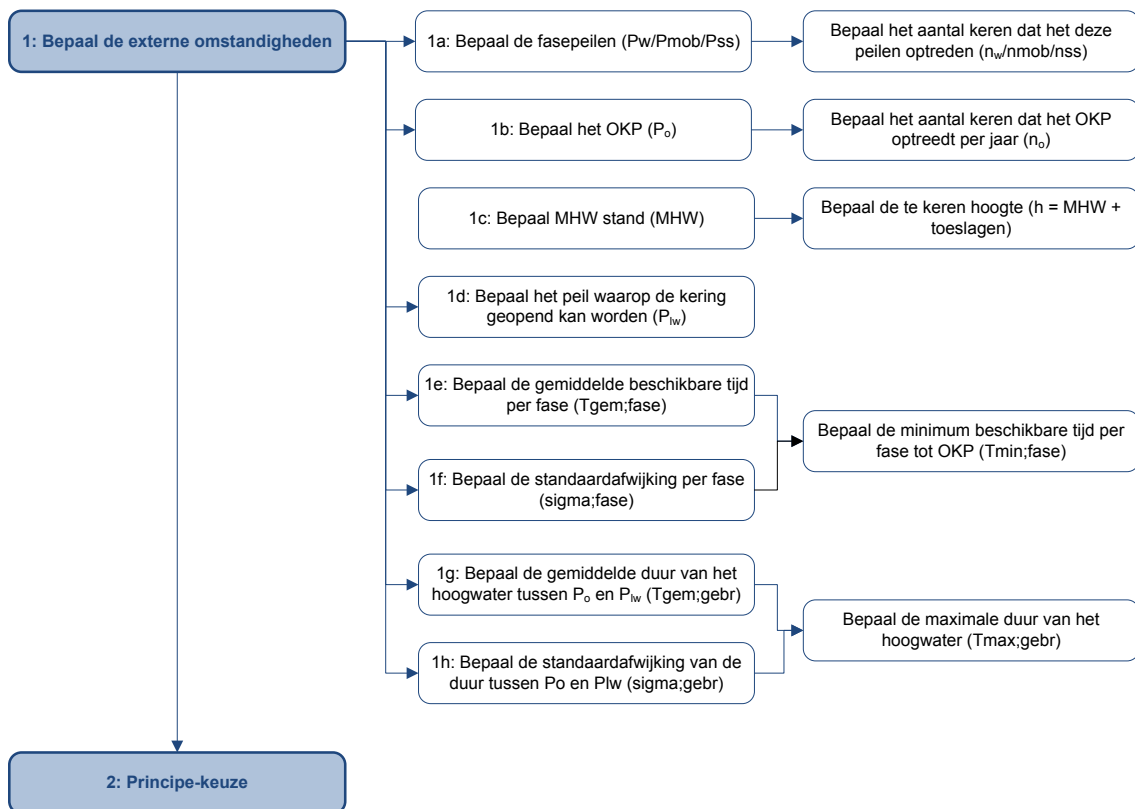 1: Bepaal de externe omstandigheden
1a: Bepaal de fasepeilen (Pw/Pmob/Pss)
Bepaal het aantal keren dat het deze
peilen optreden (nw/nmob/nss)
1b: Bepaal het OKP (Po)
Bepaal het aantal keren dat het OKP
optreedt per jaar (no)
1c: Bepaal MHW stand (MHW)
Bepaal de te keren hoogte (h = MHW +
toeslagen)
1d: Bepaal het peil waarop de kering
geopend kan worden (Plw)
1e: Bepaal de gemiddelde beschikbare tijd
per fase (Tgem;fase)
1f: Bepaal de standaardafwijking per fase
(sigma;fase)
Bepaal de minimum beschikbare tijd per
fase tot OKP (Tmin;fase)
1g: Bepaal de gemiddelde duur van het
hoogwater tussen Po en Plw (Tgem;gebr)
1h: Bepaal de standaardafwijking van de
duur tussen Po en Plw (sigma;gebr)
Bepaal de maximale duur van het
hoogwater (Tmax;gebr)
2: Principe-keuze